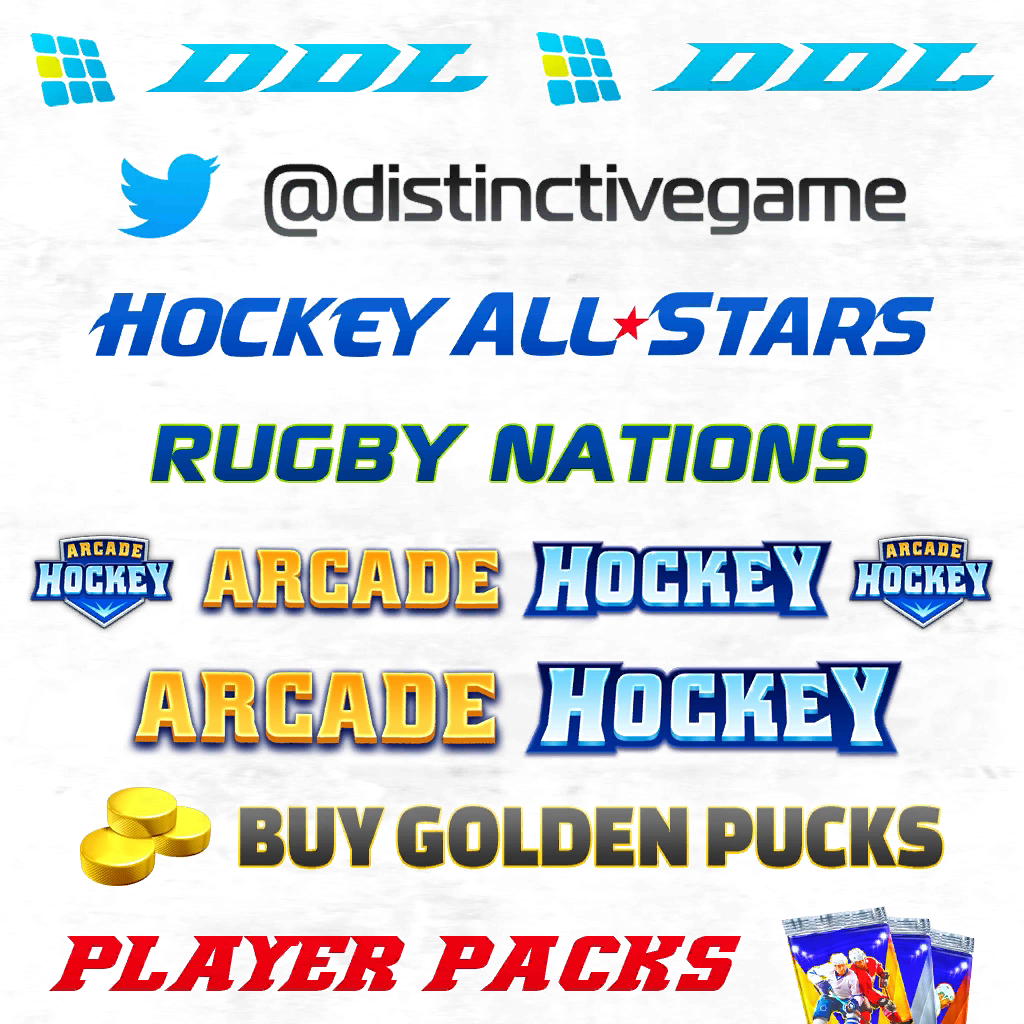 DDL DDL
@distinctivegame
HOCKEY ALL★STARS
RUGBY NATIONS
ARCADE HOCKEY ARCADE HOCKEY ARCADE HOCKEY
ARCADE HOCKEY
BUY GOLDEN PUCKS
PLAYER PACKS